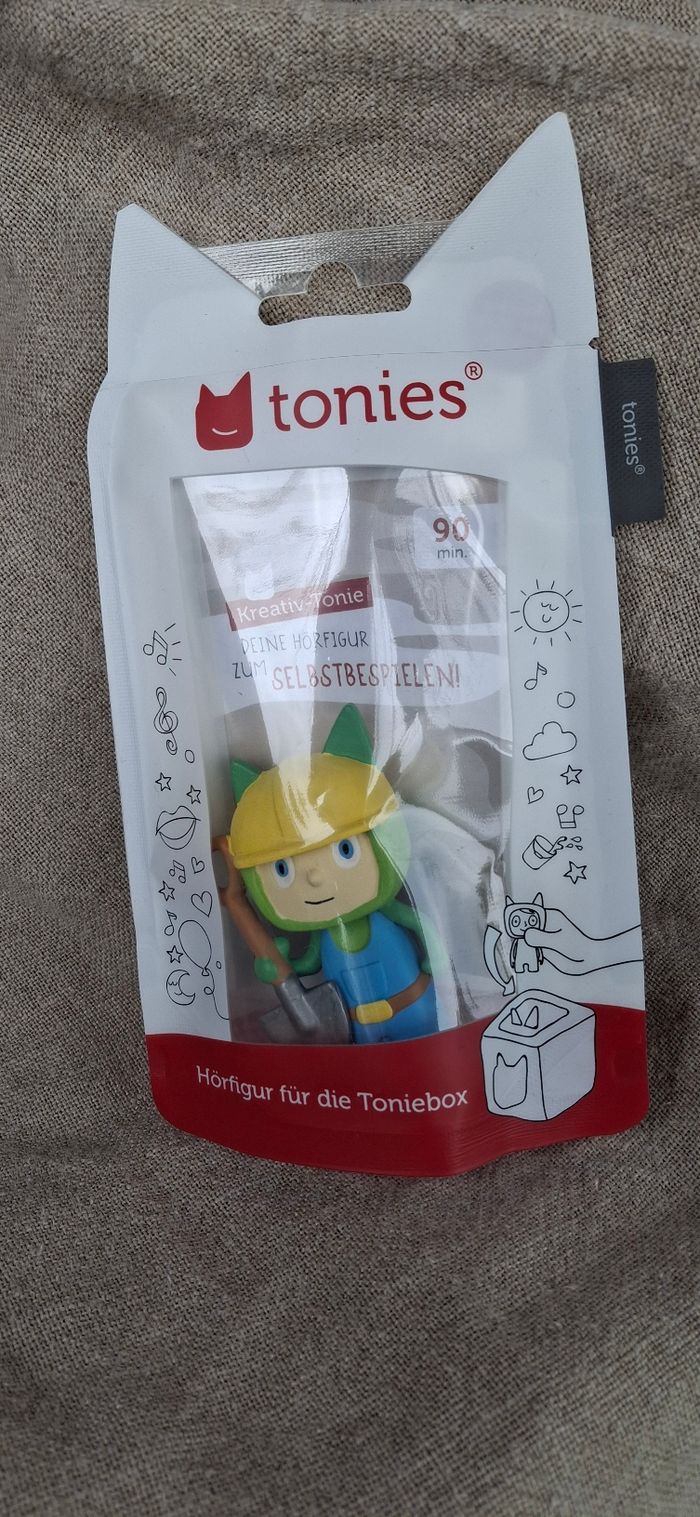 tonies®
tonies®
90
min.
Kreativ-Tonie
DEINE HÖRFIGUR
ZUM SELBSTBESPIELEN!
Hörfigur für die Toniebox